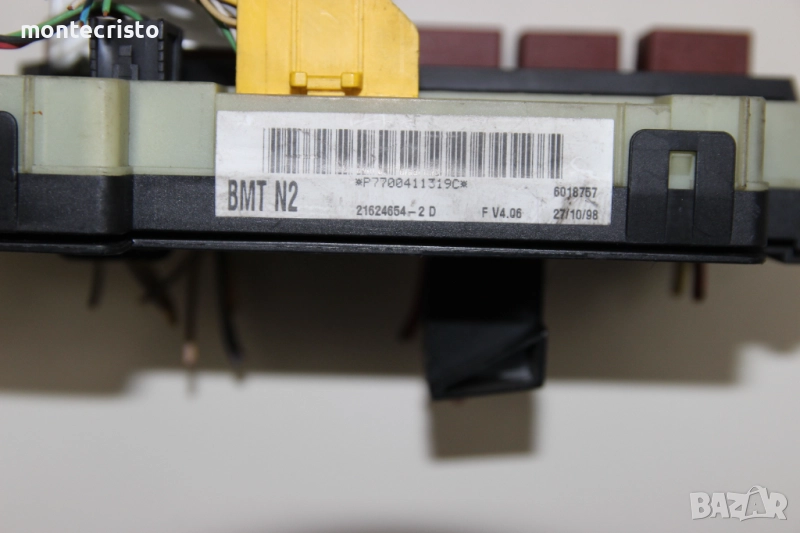 montecristo
*P7700411319C*
BMT N2
6018757
21624654-2 D F V4.06 27/10/98
BAZAR